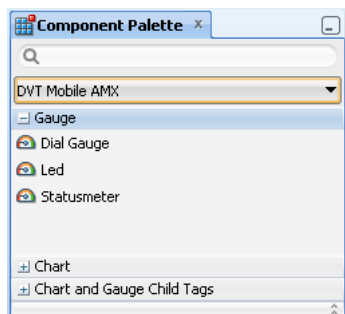 Component Palette
DVT Mobile AMX
Gauge
Dial Gauge
Led
Statusmeter
Chart
Chart and Gauge Child Tags